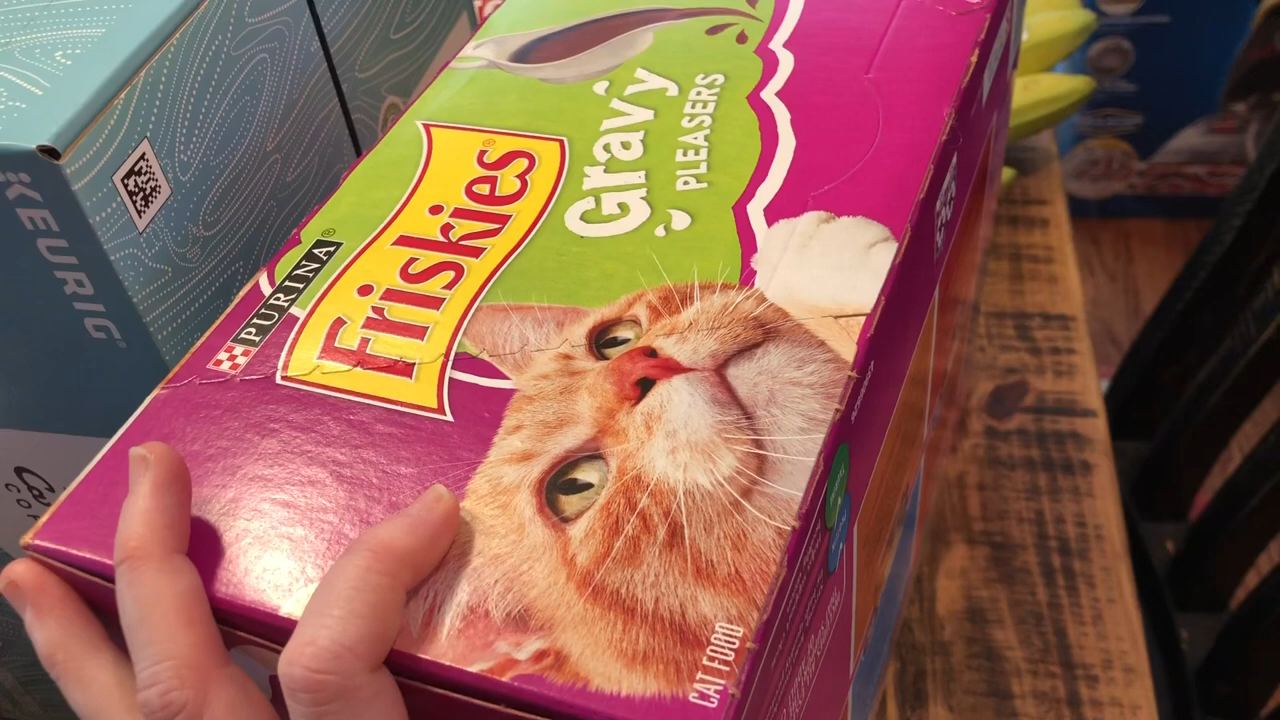 KEURIG
PURINA®
Friskies®
Gravy
PLEASERS
CAT FOOD